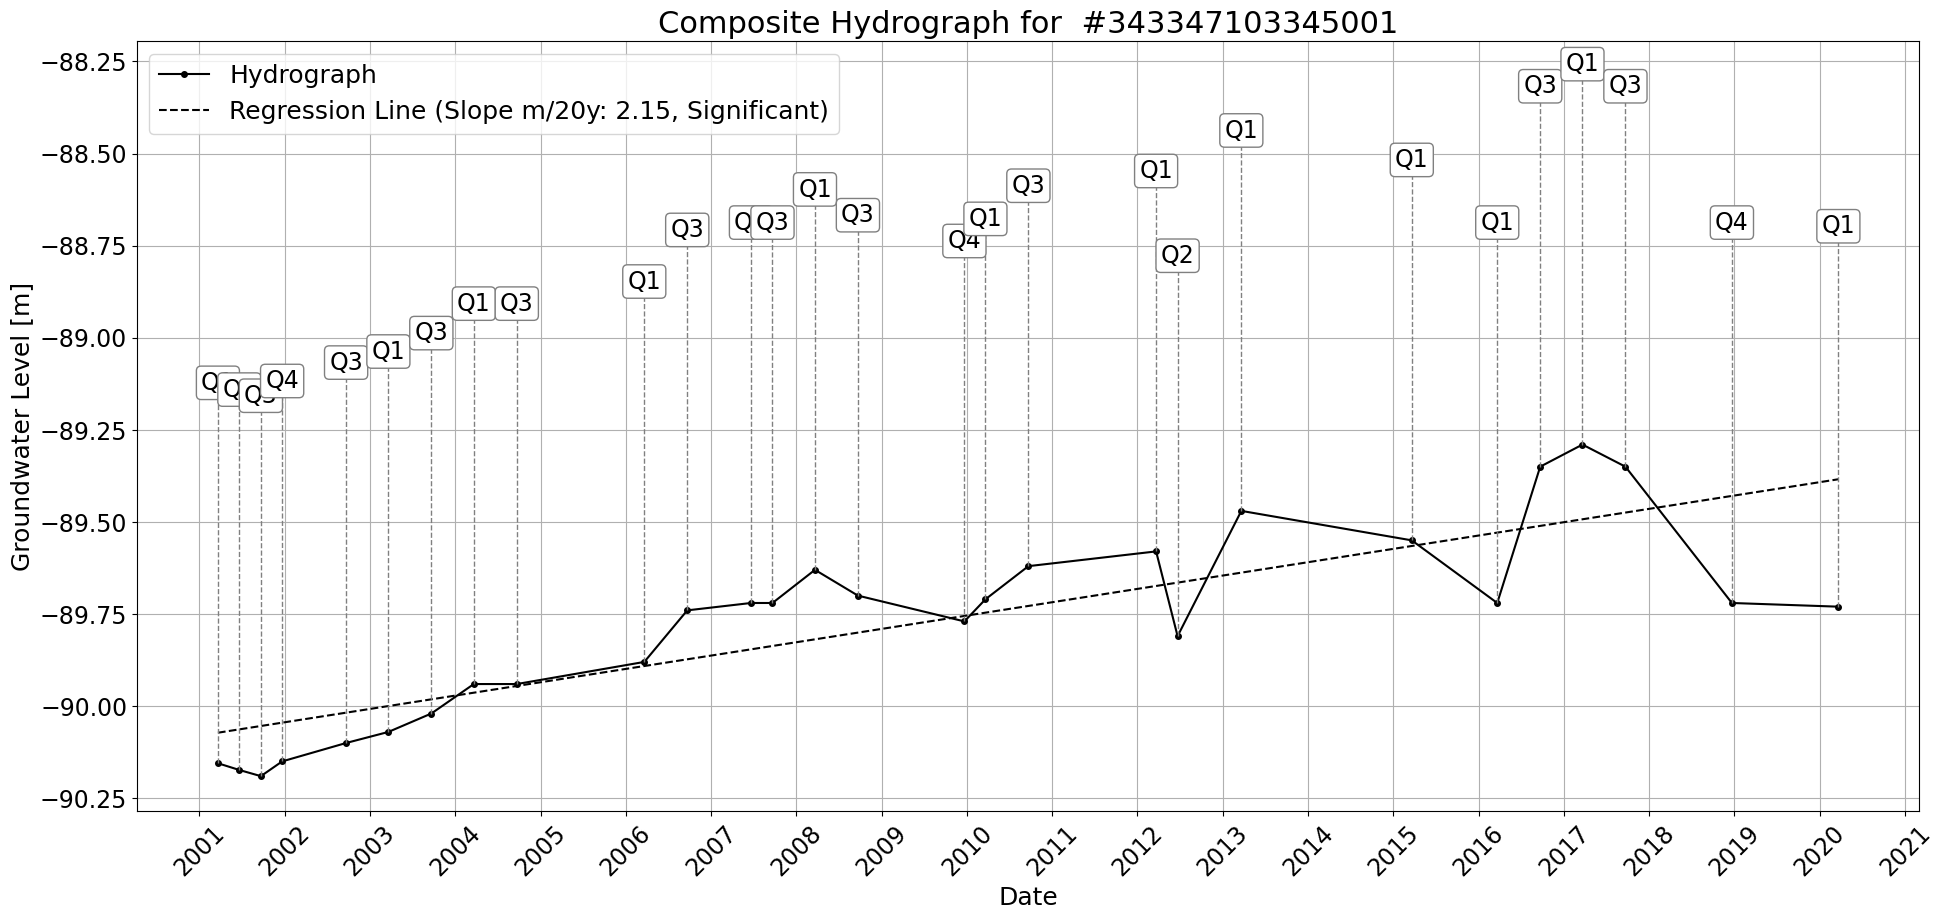 Composite Hydrograph for  #343347103345001
Hydrograph
Regression Line (Slope m/20y: 2.15, Significant)
Groundwater Level [m]
−88.25
−88.50
−88.75
−89.00
−89.25
−89.50
−89.75
−90.00
−90.25
Q3
Q4
Q3
Q1
Q3
Q1
Q3
Q1
Q3
Q3
Q1
Q3
Q4
Q1
Q3
Q1
Q2
Q1
Q1
Q1
Q3
Q1
Q3
Q4
Q1
2001
2002
2003
2004
2005
2006
2007
2008
2009
2010
2011
2012
2013
2014
2015
2016
2017
2018
2019
2020
2021
Date